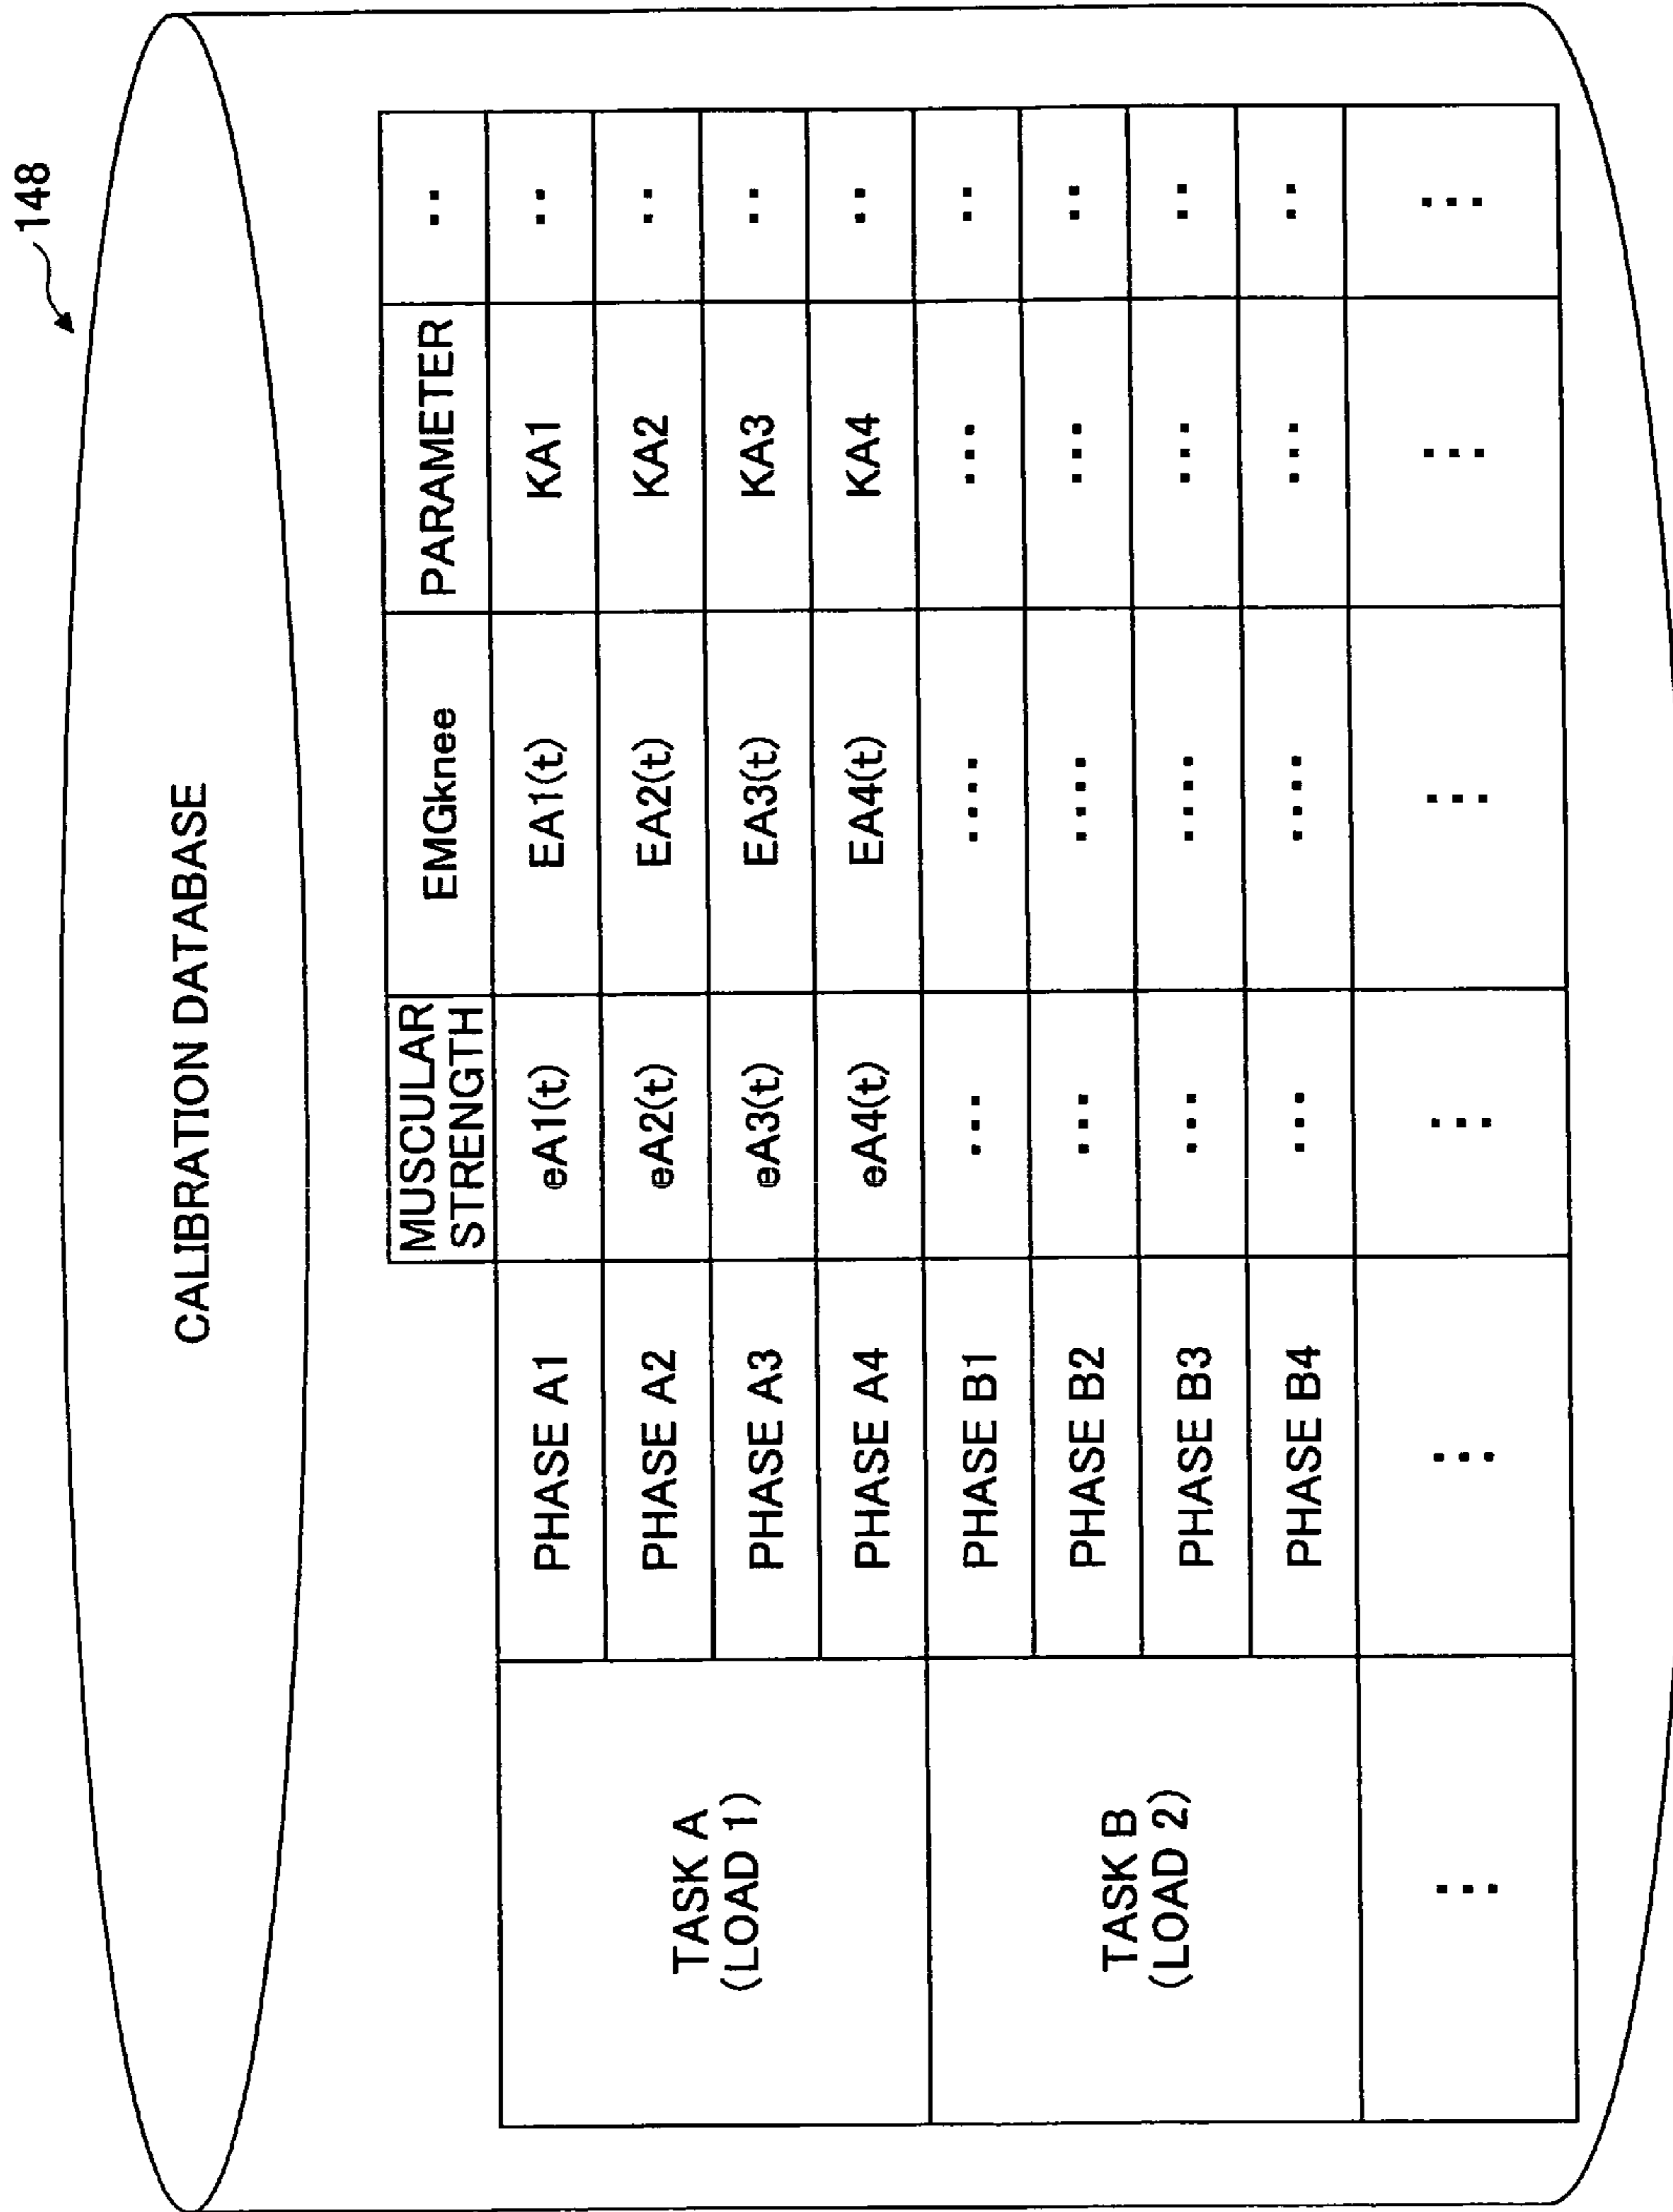 148
CALIBRATION DATABASE
MUSCULAR
STRENGTH
EMGknee
PARAMETER
‥
TASK A
(LOAD 1)
PHASE A1
eA1(t)
EA1(t)
KA1
‥
PHASE A2
eA2(t)
EA2(t)
KA2
‥
PHASE A3
eA3(t)
EA3(t)
KA3
‥
PHASE A4
eA4(t)
EA4(t)
KA4
‥
TASK B
(LOAD 2)
PHASE B1
…
‥‥
…
‥
PHASE B2
…
‥‥
…
‥
PHASE B3
…
‥‥
…
‥
PHASE B4
…
‥‥
…
‥
…
…
…
…
…
…